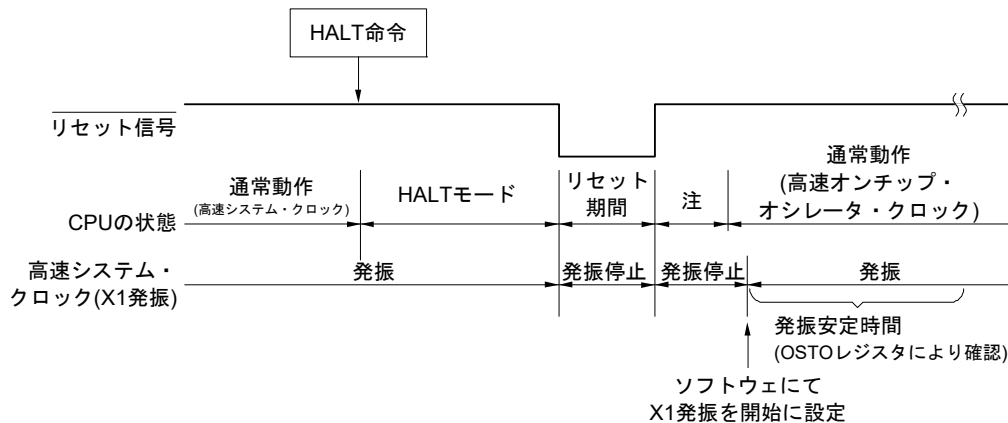 HALT命令
リセット信号
通常動作
(高速システム・クロック)
HALTモード
リセット
期間
注
通常動作
(高速オンチップ・
オシレータ・クロック)
CPUの状態
高速システム・
クロック(X1発振)
発振
発振停止
発振停止
発振
発振安定時間
(OSTOレジスタにより確認)
ソフトウェにて
X1発振を開始に設定